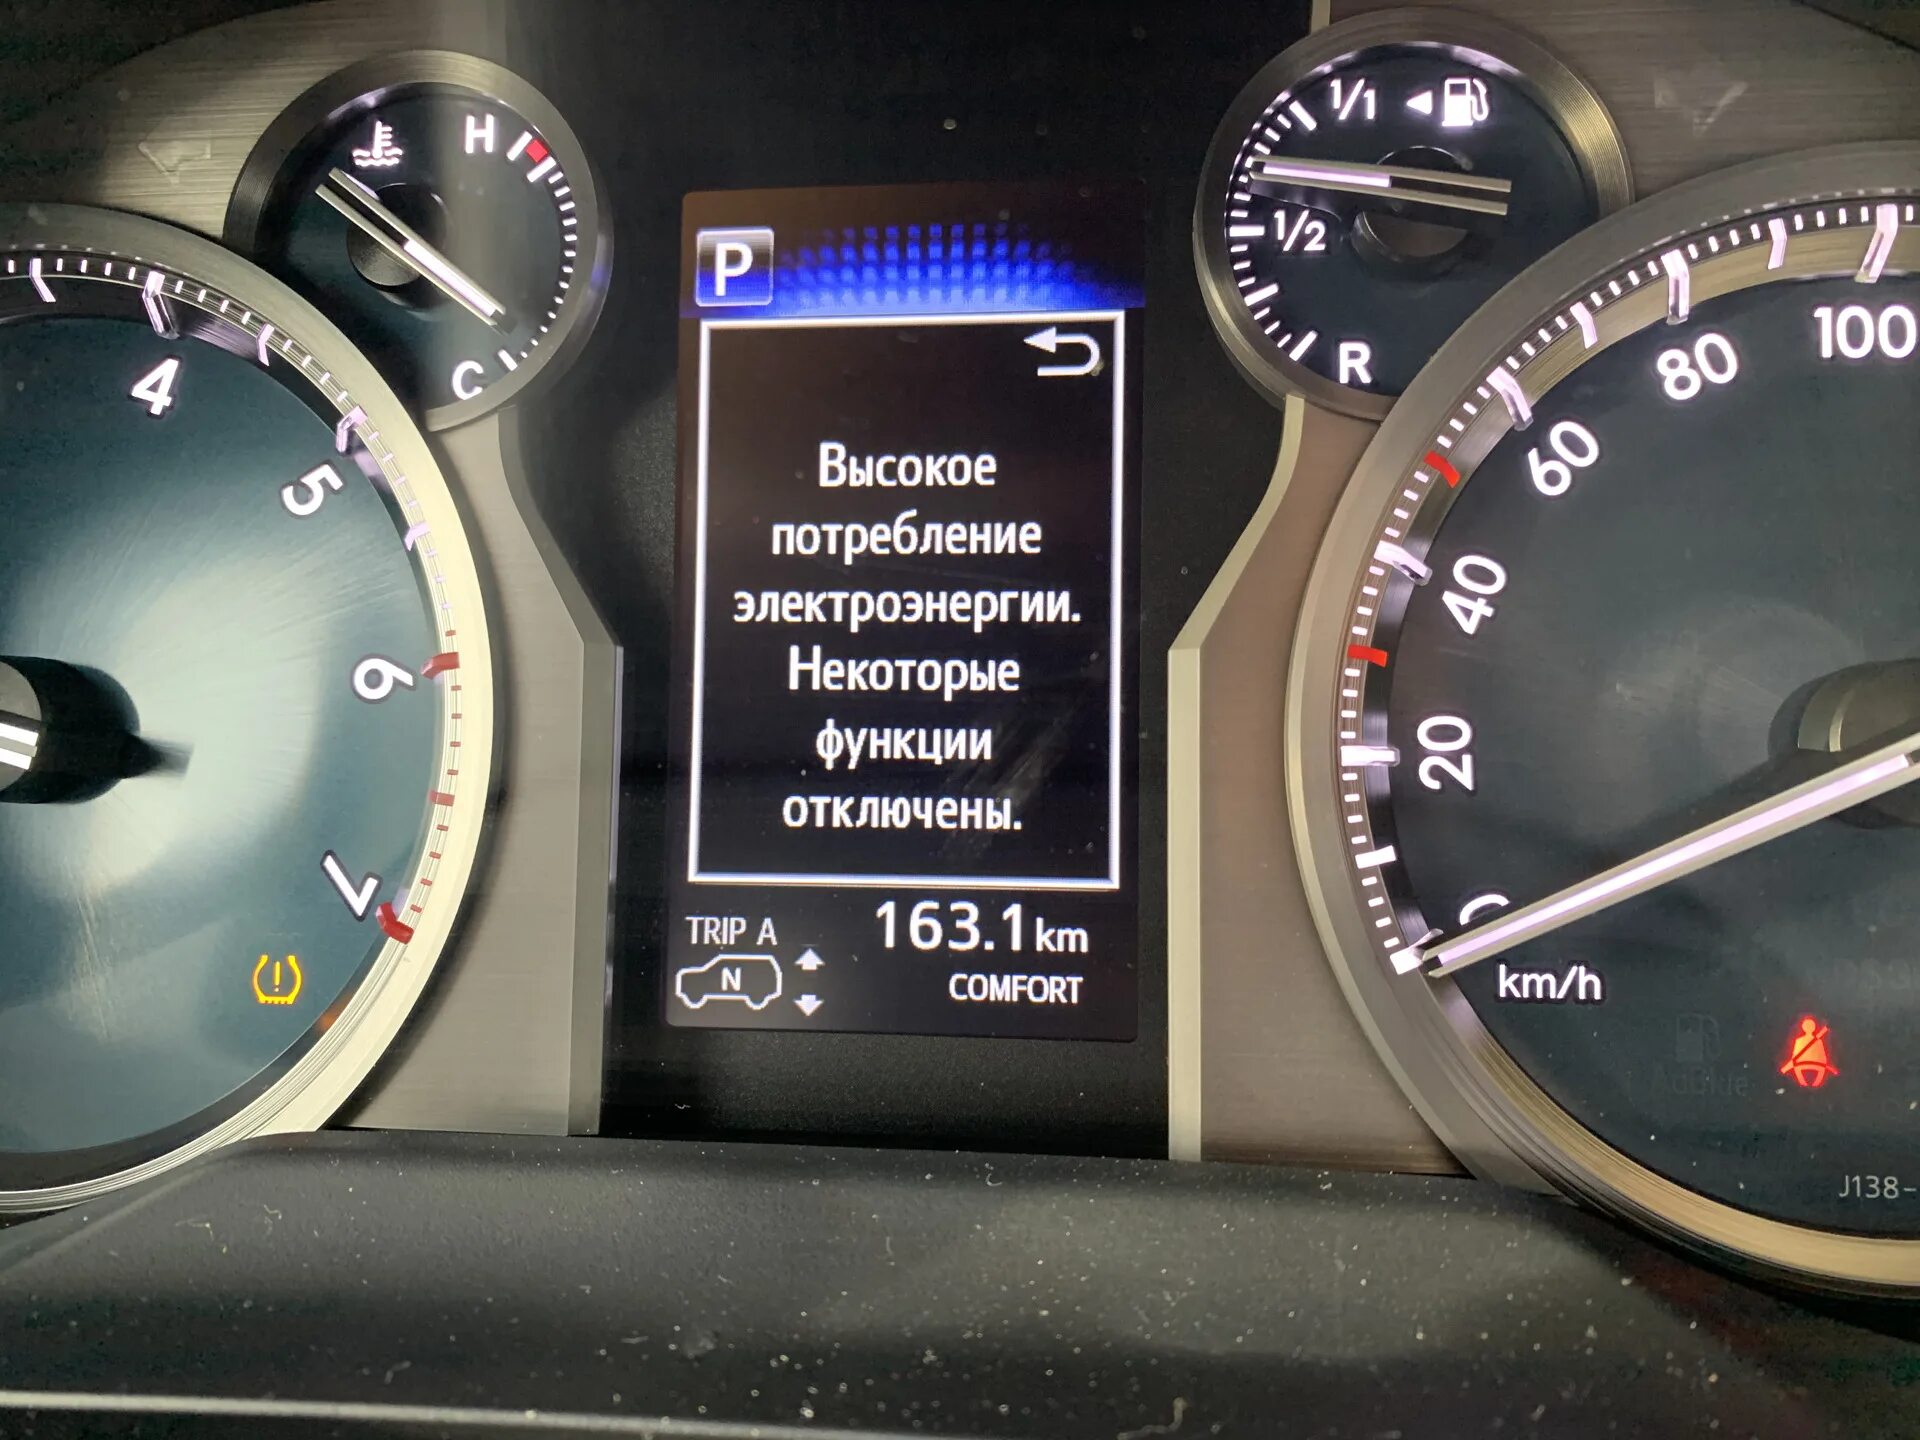 H
C
4
5
6
7
P
Высокое
потребление
электроэнергии.
Некоторые
функции
отключены.
TRIP A 163.1 km
N
COMFORT
1/1
1/2
R
100
80
60
40
20
0
km/h
J138-